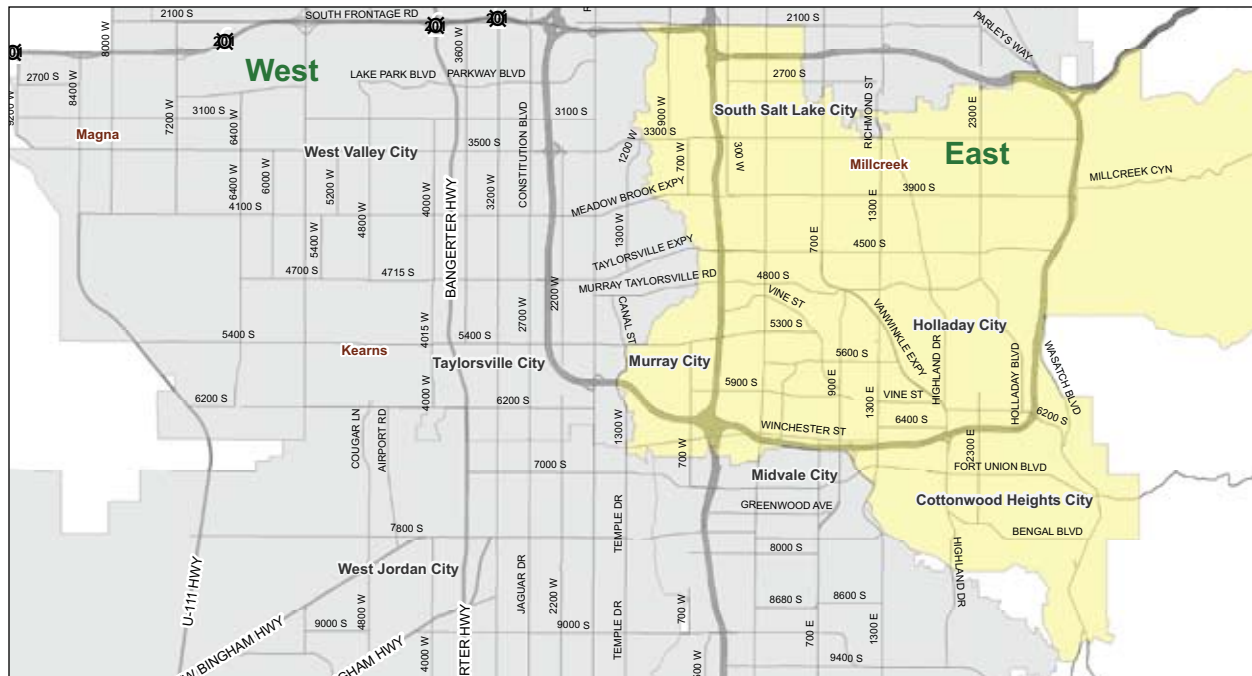 2100 S
SOUTH FRONTAGE RD
201
201
201
2100 S
PARLEYS WAY
8000 W
3600 W
West
2700 S
8400 W
LAKE PARK BLVD
PARKWAY BLVD
2700 S
9200 W
3100 S
7200 W
6400 W
CONSTITUTION BLVD
3100 S
900 W
South Salt Lake City
RICHMOND ST
2300 E
Magna
3300 S
West Valley City
3500 S
1200 W
700 W
300 W
Millcreek
East
MILLCREEK CYN
6400 W
6000 W
5200 W
4000 W
3200 W
MEADOW BROOK EXPY
3900 S
1300 E
4100 S
4800 W
5400 W
BANGERTER HWY
1300 W
TAYLORSVILLE EXPY
700 E
4500 S
4700 S
4715 S
2200 W
MURRAY TAYLORSVILLE RD
4800 S
VINE ST
2700 W
CANAL ST
VANWINKLE EXPY
Holladay City
5400 S
4015 W
5400 S
5300 S
HIGHLAND DR
HOLLADAY BLVD
WASATCH BLVD
Kearns
Taylorsville City
Murray City
5600 S
5900 S
900 E
1300 E
VINE ST
6200 S
4000 W
6200 S
6400 S
6200 S
COUGAR LN
AIRPORT RD
1300 W
WINCHESTER ST
700 W
2300 E
7000 S
Midvale City
FORT UNION BLVD
GREENWOOD AVE
Cottonwood Heights City
7800 S
TEMPLE DR
BENGAL BLVD
8000 S
HIGHLAND DR
West Jordan City
U-111 HWY
JAGUAR DR
2200 W
4800 W
TEMPLE DR
700 W
8680 S
8600 S
9000 S
9000 S
700 E
1300 E
W BINGHAM HWY
GHAM HWY
4000 W
RTER HWY
9400 S